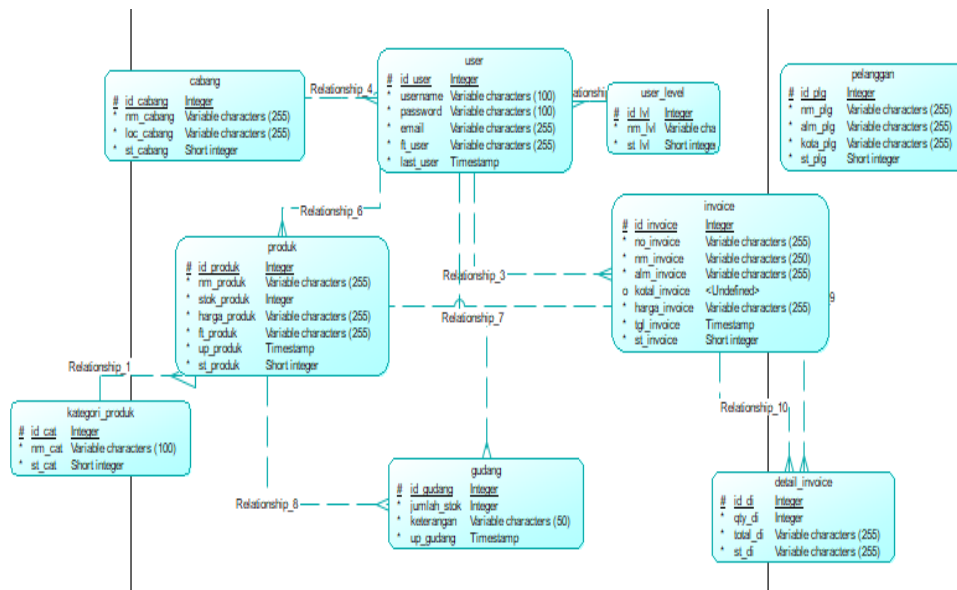 cabang
# id_cabang Integer
* nm_cabang Variable characters (255)
* loc_cabang Variable characters (255)
* st_cabang Short integer
Relationship_4
user
# id_user Integer
* username Variable characters (100)
* password Variable characters (100)
* email Variable characters (255)
* ft_user Variable characters (255)
* last_user Timestamp
elationship
user_level
# id_lvl Integer
* nm_lvl Variable cha
* st_lvl Short integer
pelanggan
# id_plg Integer
* nm_plg Variable characters (255)
* alm_plg Variable characters (255)
* kota_plg Variable characters (255)
* st_plg Short integer
Relationship_6
produk
# id_produk Integer
* nm_produk Variable characters (255)
* stok_produk Integer
* harga_produk Variable characters (255)
* ft_produk Variable characters (255)
* up_produk Timestamp
* st_produk Short integer
Relationship_3
Relationship_7
invoice
# id_invoice Integer
* no_invoice Variable characters (255)
* nm_invoice Variable characters (250)
* alm_invoice Variable characters (255)
o kotal_invoice <Undefined>
* harga_invoice Variable characters (255)
* tgl_invoice Timestamp
* st_invoice Short integer
9
Relationship_1
kategori_produk
# id_cat Integer
* nm_cat Variable characters (100)
* st_cat Short integer
Relationship_10
Relationship_8
gudang
# id_gudang Integer
* jumlah_stok Integer
* keterangan Variable characters (50)
* up_gudang Timestamp
detail_invoice
# id_di Integer
* qty_di Integer
* total_di Variable characters (255)
* st_di Variable characters (255)